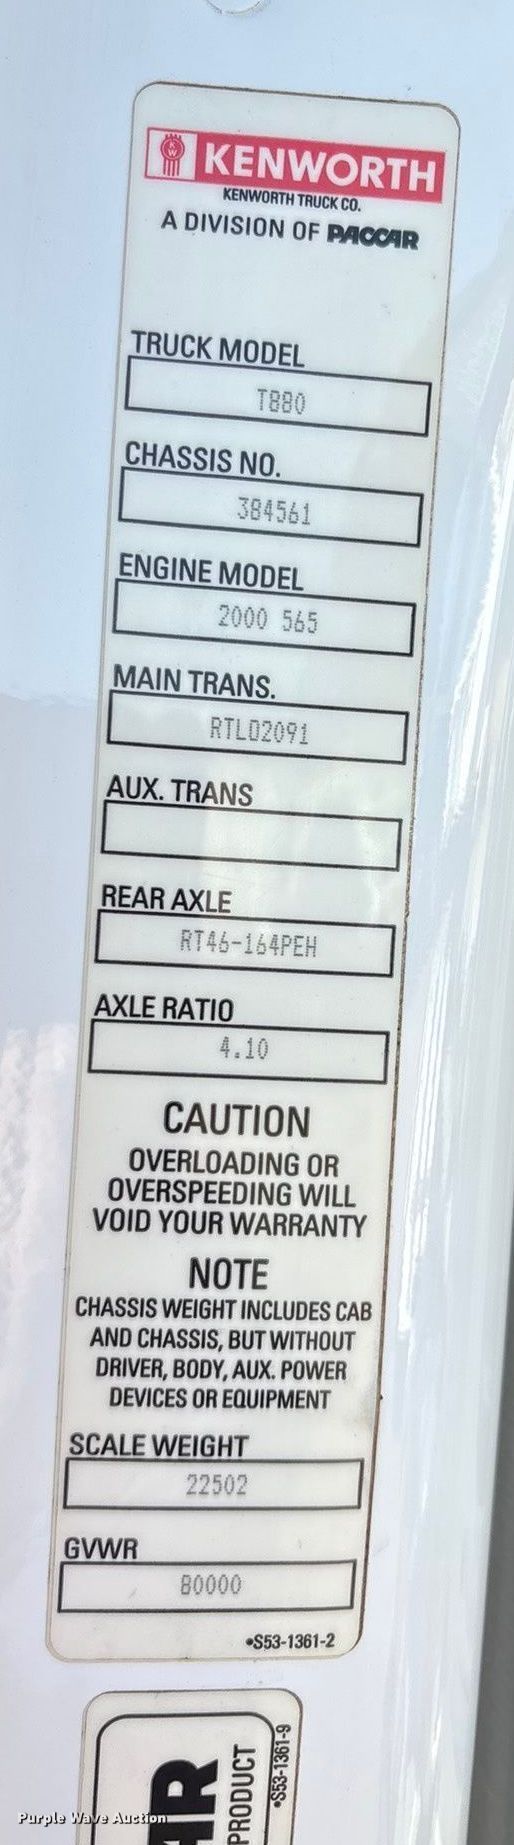 KW KENWORTH
KENWORTH TRUCK CO.
A DIVISION OF PACCAR
TRUCK MODEL
T880
CHASSIS NO.
384561
ENGINE MODEL
2000 565
MAIN TRANS.
RTLO2091
AUX. TRANS
REAR AXLE
RT46-164PEH
AXLE RATIO
4.10
CAUTION
OVERLOADING OR
OVERSPEEDING WILL
VOID YOUR WARRANTY
NOTE
CHASSIS WEIGHT INCLUDES CAB
AND CHASSIS, BUT WITHOUT
DRIVER, BODY, AUX. POWER
DEVICES OR EQUIPMENT
SCALE WEIGHT
22502
GVWR
80000
•S53-1361-2
AR
PRODUCT
•S53-1361-9
Purple Wave Auction